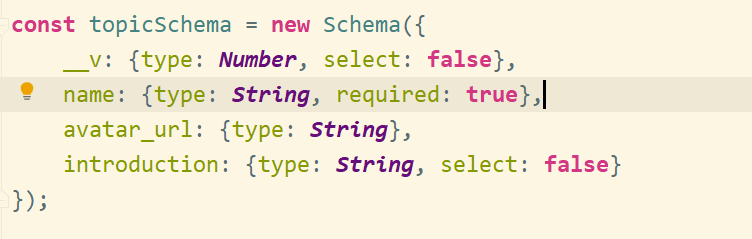 const topicSchema = new Schema({
    __v: {type: Number, select: false},
    name: {type: String, required: true},
    avatar_url: {type: String},
    introduction: {type: String, select: false}
});